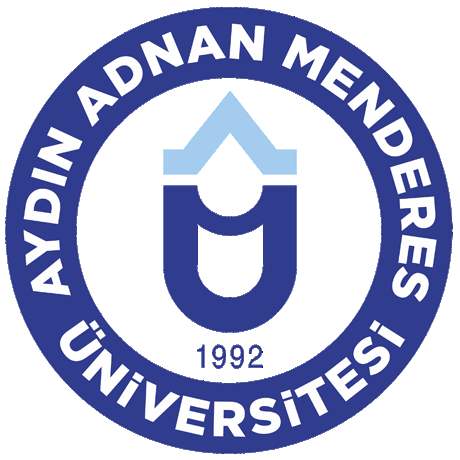 AYDIN ADNAN MENDERES
ÜNİVERSİTESİ
1992